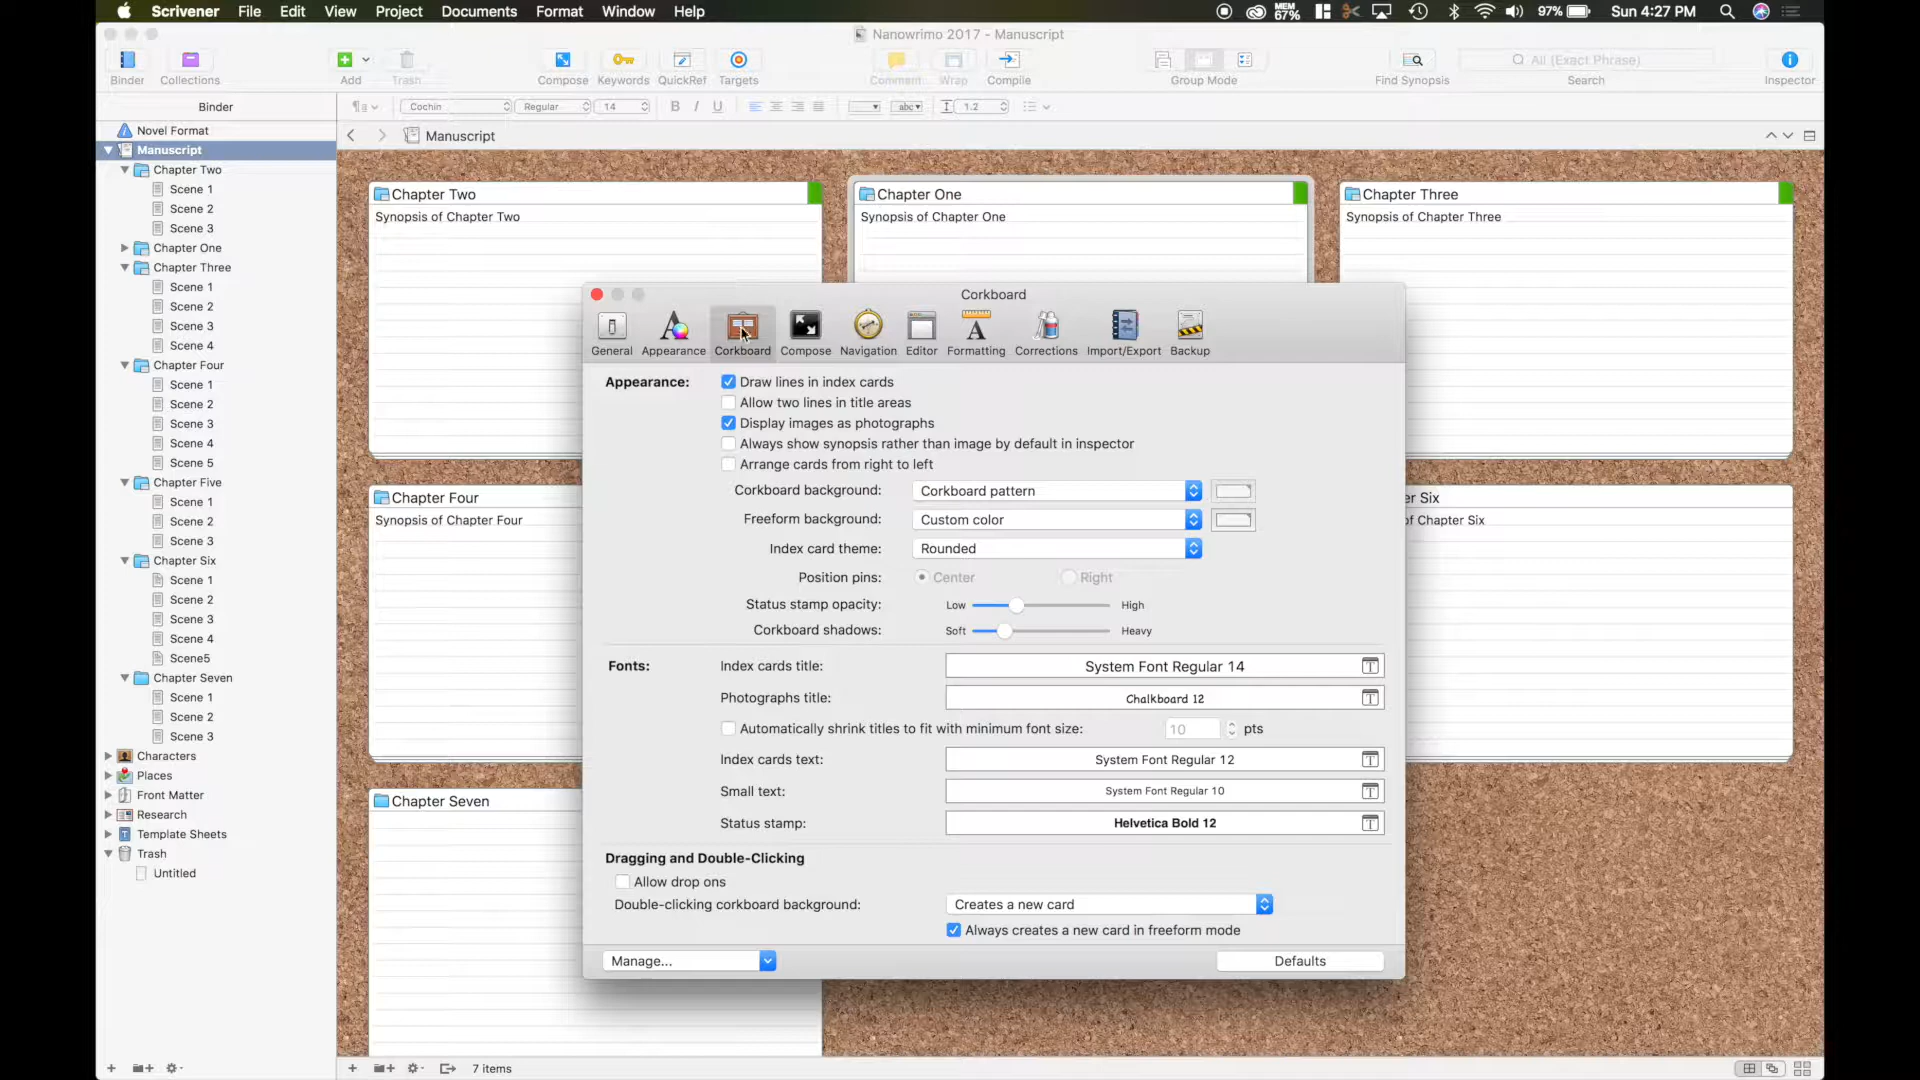 Scrivener File Edit View Project Documents Format Window Help MEM 67% 97% Sun 4:27 PM
Nanowrimo 2017 - Manuscript
Binder Collections Add Trash Compose Keywords QuickRef Targets Comment Wrap Compile Group Mode Find Synopsis All (Exact Phrase) Search Inspector
Binder
Cochin Regular 14 B I U abc 1.2
Manuscript
Novel Format
Manuscript
Chapter Two
Scene 1
Scene 2
Scene 3
Chapter One
Chapter Three
Scene 1
Scene 2
Scene 3
Scene 4
Chapter Four
Scene 1
Scene 2
Scene 3
Scene 4
Scene 5
Chapter Five
Scene 1
Scene 2
Scene 3
Chapter Six
Scene 1
Scene 2
Scene 3
Scene 4
Scene5
Chapter Seven
Scene 1
Scene 2
Scene 3
Characters
Places
Front Matter
Research
Template Sheets
Trash
Untitled
Chapter Two
Synopsis of Chapter Two
Chapter One
Synopsis of Chapter One
Chapter Three
Synopsis of Chapter Three
Chapter Four
Synopsis of Chapter Four
er Six
of Chapter Six
Chapter Seven
Corkboard
General Appearance Corkboard Compose Navigation Editor Formatting Corrections Import/Export Backup
Appearance:
Draw lines in index cards
Allow two lines in title areas
Display images as photographs
Always show synopsis rather than image by default in inspector
Arrange cards from right to left
Corkboard background: Corkboard pattern
Freeform background: Custom color
Index card theme: Rounded
Position pins: Center Right
Status stamp opacity: Low High
Corkboard shadows: Soft Heavy
Fonts:
Index cards title: System Font Regular 14
Photographs title: Chalkboard 12
Automatically shrink titles to fit with minimum font size: 10 pts
Index cards text: System Font Regular 12
Small text: System Font Regular 10
Status stamp: Helvetica Bold 12
Dragging and Double-Clicking
Allow drop ons
Double-clicking corkboard background: Creates a new card
Always creates a new card in freeform mode
Manage... Defaults
7 items